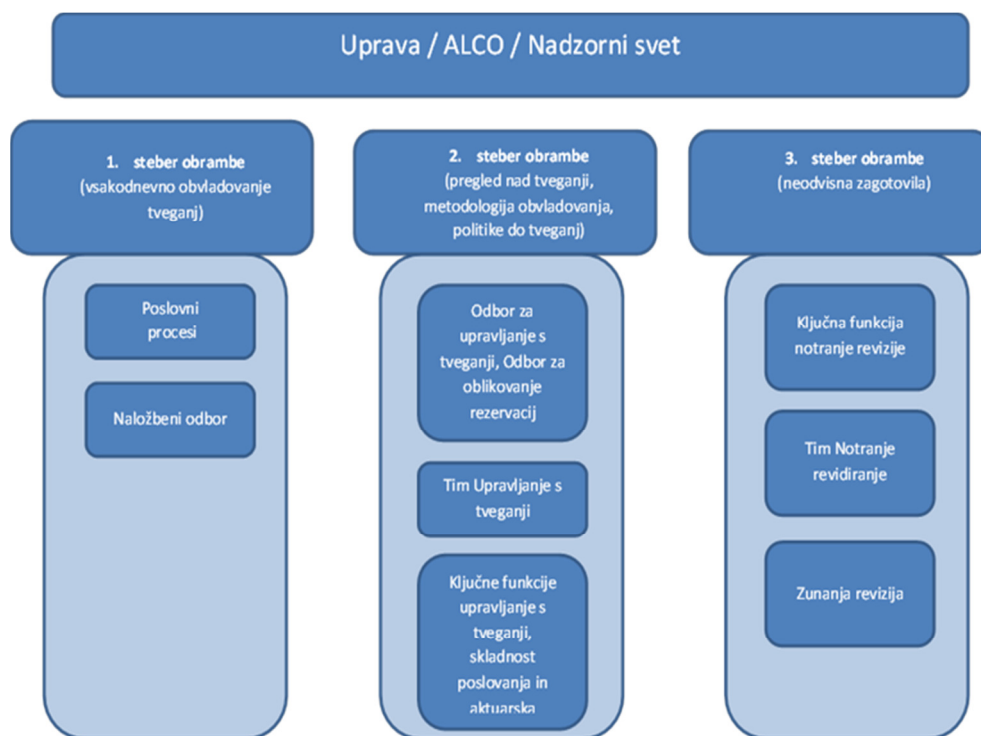 Uprava / ALCO / Nadzorni svet
1. steber obrambe
(vsakodnevno obvladovanje
tveganj)
Poslovni
procesi
Naložbeni odbor
2. steber obrambe
(pregled nad tveganji,
metodologija obvladovanja,
politike do tveganj)
Odbor za
upravljanje s
tveganji, Odbor za
oblikovanje
rezervacij
Tim Upravljanje s
tveganji
Ključne funkcije
upravljanje s
tveganji,
skladnost
poslovanja in
aktuarska
3. steber obrambe
(neodvisna zagotovila)
Ključna funkcija
notranje revizije
Tim Notranje
revidiranje
Zunanja revizija